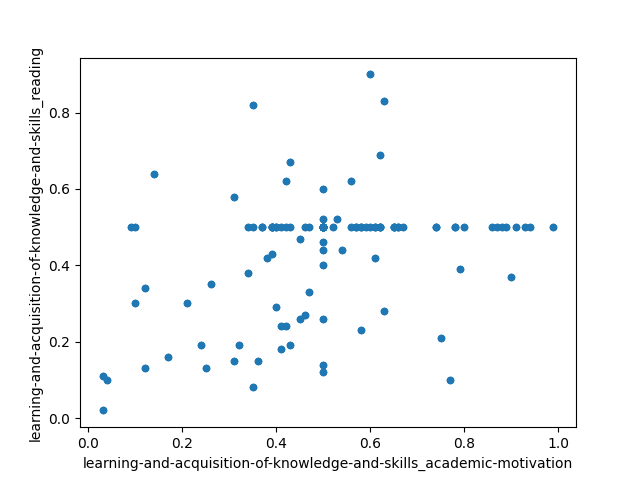 learning-and-acquisition-of-knowledge-and-skills_reading
0.8
0.6
0.4
0.2
0.0
0.0 0.2 0.4 0.6 0.8 1.0
learning-and-acquisition-of-knowledge-and-skills_academic-motivation